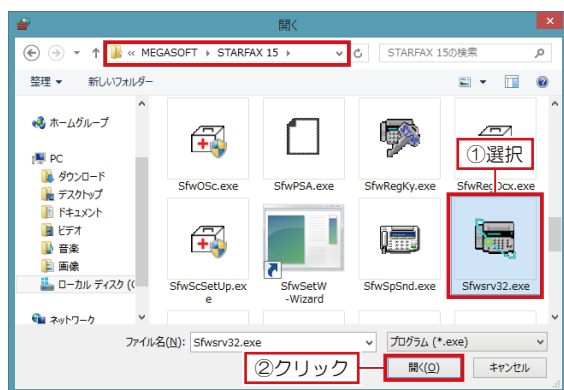 開く
« MEGASOFT ▸ STARFAX 15 ▸
STARFAX 15の検索
整理 ▼ 新しいフォルダー
ホームグループ
PC
ダウンロード
デスクトップ
ドキュメント
ビデオ
音楽
画像
ローカル ディスク (C
ネットワーク
SfwOSc.exe
SfwPSA.exe
SfwRegKy.exe
SfwRegOcx.exe
①選択
SfwScSetUp.ex
e
SfwSetW
-Wizard
SfwSpSnd.exe
Sfwsrv32.exe
ファイル名(N): Sfwsrv32.exe
プログラム (*.exe)
②クリック
開く(O)
キャンセル